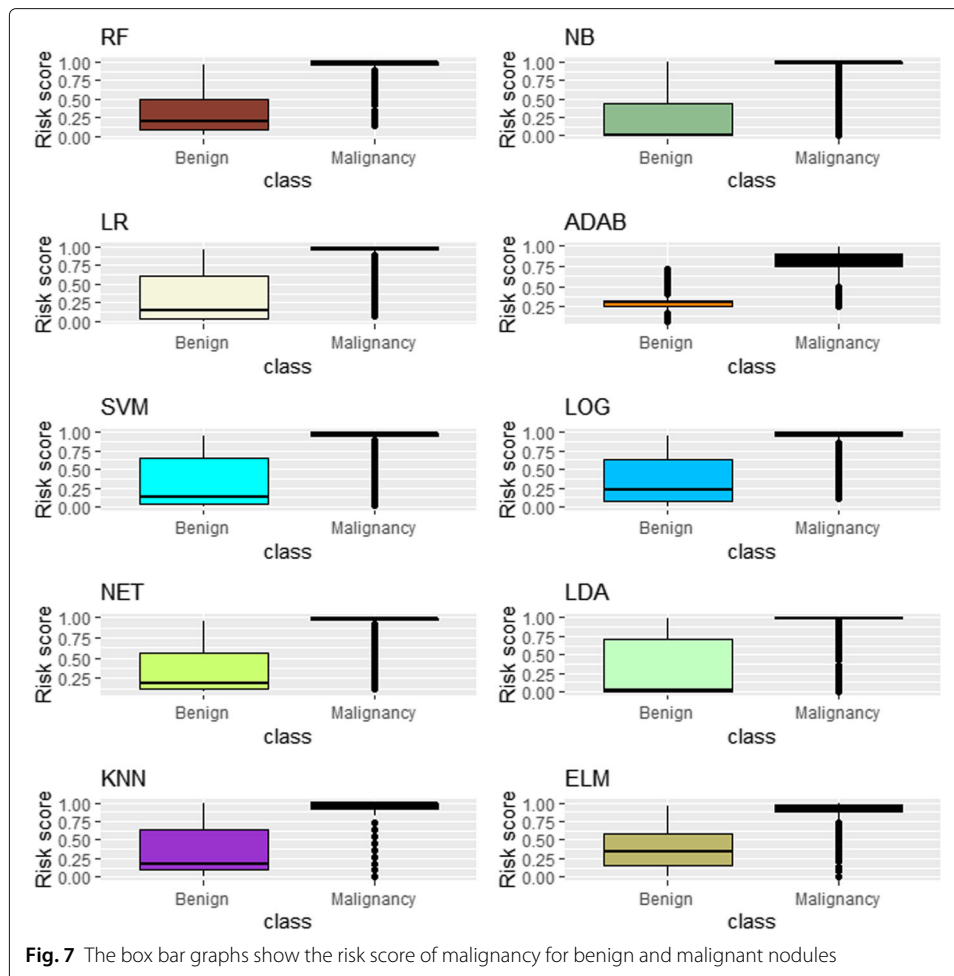 RF
Risk score
1.00
0.75
0.50
0.25
0.00
Benign Malignancy
class
NB
Risk score
1.00
0.75
0.50
0.25
0.00
Benign Malignancy
class
LR
Risk score
1.00
0.75
0.50
0.25
0.00
Benign Malignancy
class
ADAB
Risk score
1.00
0.75
0.50
0.25
Benign Malignancy
class
SVM
Risk score
1.00
0.75
0.50
0.25
0.00
Benign Malignancy
class
LOG
Risk score
1.00
0.75
0.50
0.25
0.00
Benign Malignancy
class
NET
Risk score
1.00
0.75
0.50
0.25
Benign Malignancy
class
LDA
Risk score
1.00
0.75
0.50
0.25
0.00
Benign Malignancy
class
KNN
Risk score
1.00
0.75
0.50
0.25
0.00
Benign Malignancy
class
ELM
Risk score
1.00
0.75
0.50
0.25
0.00
Benign Malignancy
class
Fig. 7 The box bar graphs show the risk score of malignancy for benign and malignant nodules